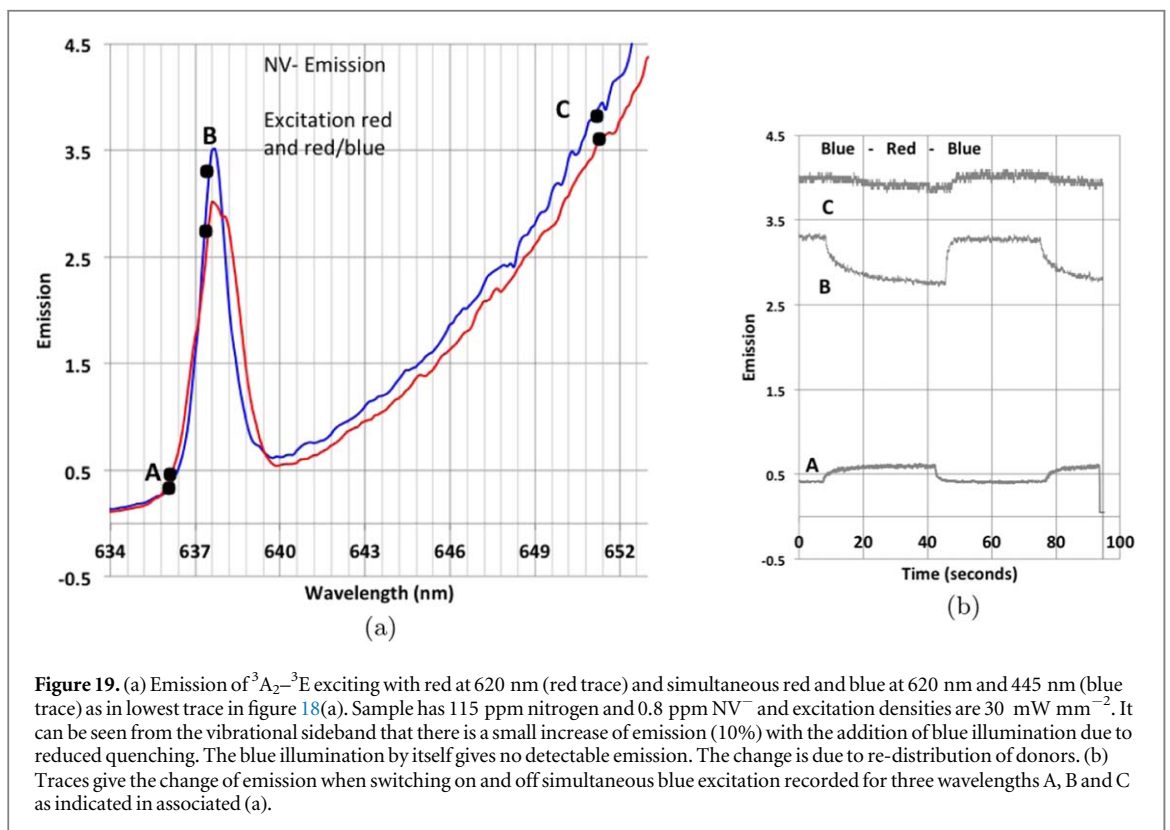 4.5
3.5
2.5
1.5
0.5
-0.5
Emission
NV- Emission
Excitation red
and red/blue
A
B
C
634 637 640 643 646 649 652
Wavelength (nm)
(a)
4.5
3.5
2.5
1.5
0.5
-0.5
Emission
Blue - Red - Blue
C
B
A
0 20 40 60 80 100
Time (seconds)
(b)
Figure 19. (a) Emission of ³A₂–³E exciting with red at 620 nm (red trace) and simultaneous red and blue at 620 nm and 445 nm (blue
trace) as in lowest trace in figure 18(a). Sample has 115 ppm nitrogen and 0.8 ppm NV⁻ and excitation densities are 30 mW mm⁻². It
can be seen from the vibrational sideband that there is a small increase of emission (10%) with the addition of blue illumination due to
reduced quenching. The blue illumination by itself gives no detectable emission. The change is due to re-distribution of donors. (b)
Traces give the change of emission when switching on and off simultaneous blue excitation recorded for three wavelengths A, B and C
as indicated in associated (a).